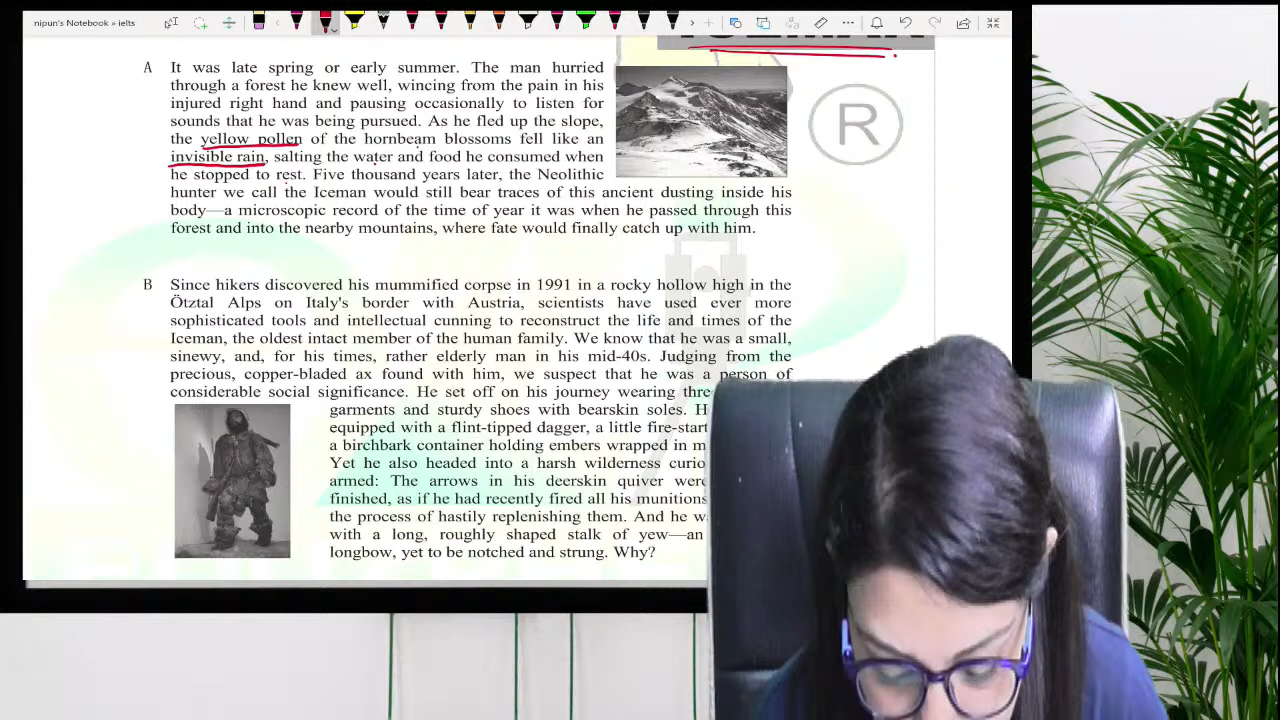 nipun's Notebook » ielts
ICEMAN
A It was late spring or early summer. The man hurried
through a forest he knew well, wincing from the pain in his
injured right hand and pausing occasionally to listen for
sounds that he was being pursued. As he fled up the slope,
the yellow pollen of the hornbeam blossoms fell like an
invisible rain, salting the water and food he consumed when
he stopped to rest. Five thousand years later, the Neolithic
hunter we call the Iceman would still bear traces of this ancient dusting inside his
body—a microscopic record of the time of year it was when he passed through this
forest and into the nearby mountains, where fate would finally catch up with him.
R
B Since hikers discovered his mummified corpse in 1991 in a rocky hollow high in the
Ötztal Alps on Italy's border with Austria, scientists have used ever more
sophisticated tools and intellectual cunning to reconstruct the life and times of the
Iceman, the oldest intact member of the human family. We know that he was a small,
sinewy, and, for his times, rather elderly man in his mid-40s. Judging from the
precious, copper-bladed ax found with him, we suspect that he was a person of
considerable social significance. He set off on his journey wearing
garments and sturdy shoes with bearskin soles.
equipped with a flint-tipped dagger, a little
a birchbark container holding embers wrapped in
Yet he also headed into a harsh wilderness
armed: The arrows in his deerskin quiver were
finished, as if he had recently fired all his munitions
the process of hastily replenishing them. And he
with a long, roughly shaped stalk of yew—an
longbow, yet to be notched and strung. Why?